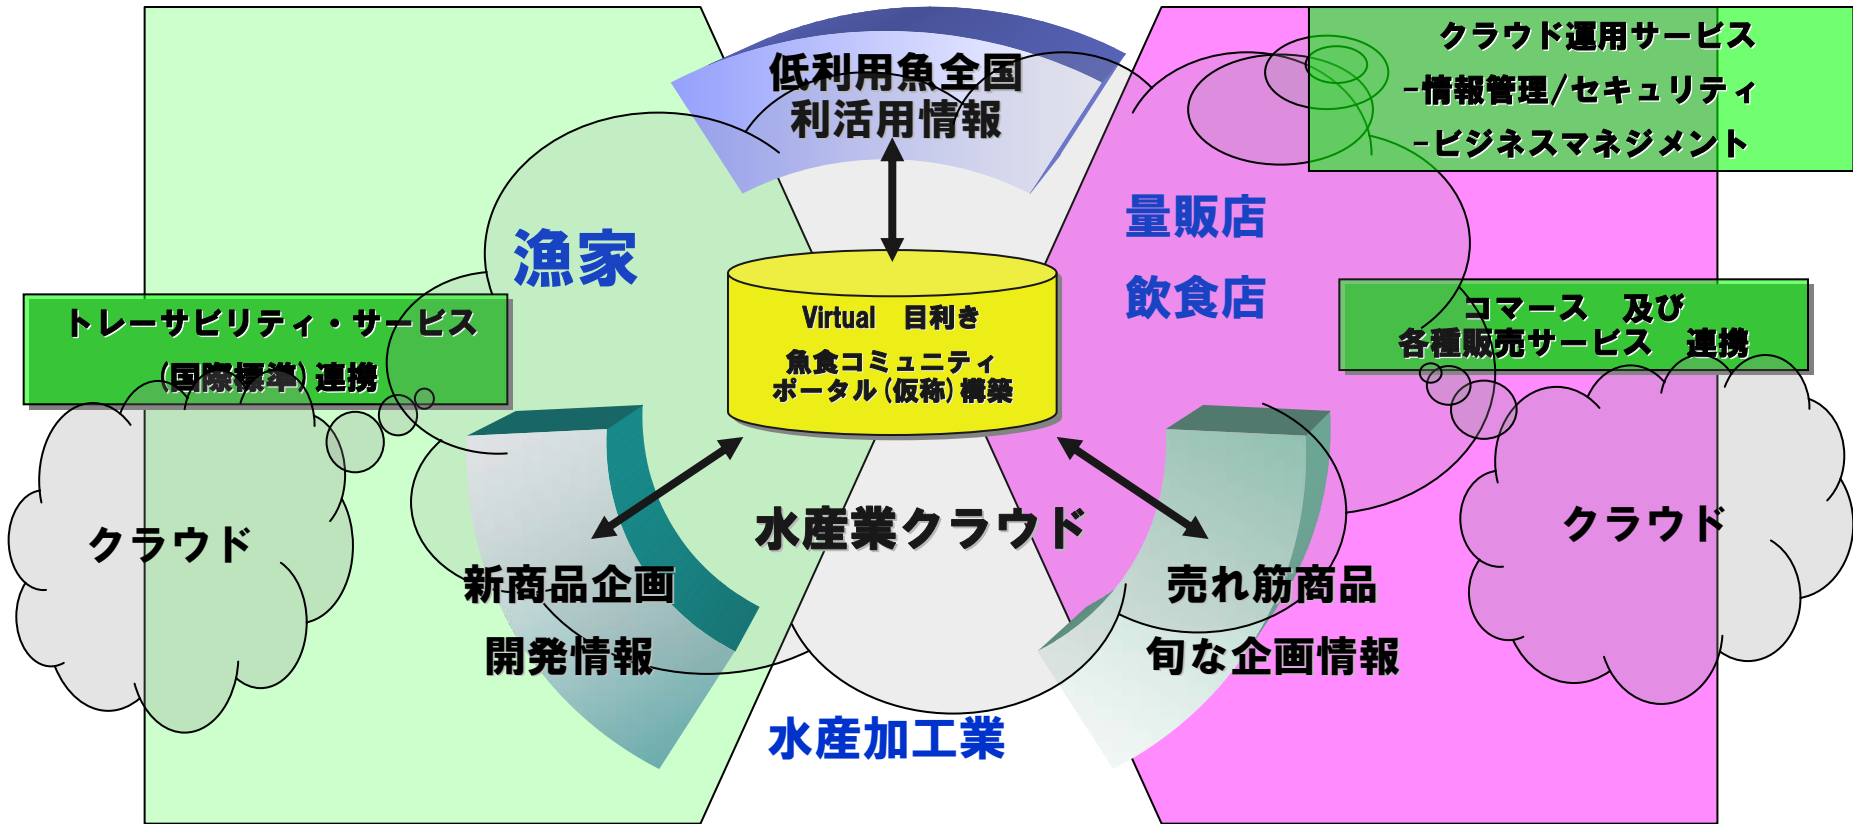 低利用魚全国
利活用情報
クラウド運用サービス
-情報管理/セキュリティ
-ビジネスマネジメント
漁家
量販店
飲食店
トレーサビリティ・サービス
(国際標準)連携
Virtual 目利き
魚食コミュニティ
ポータル(仮称)構築
コマース 及び
各種販売サービス 連携
クラウド
水産業クラウド
クラウド
新商品企画
開発情報
売れ筋商品
旬な企画情報
水産加工業